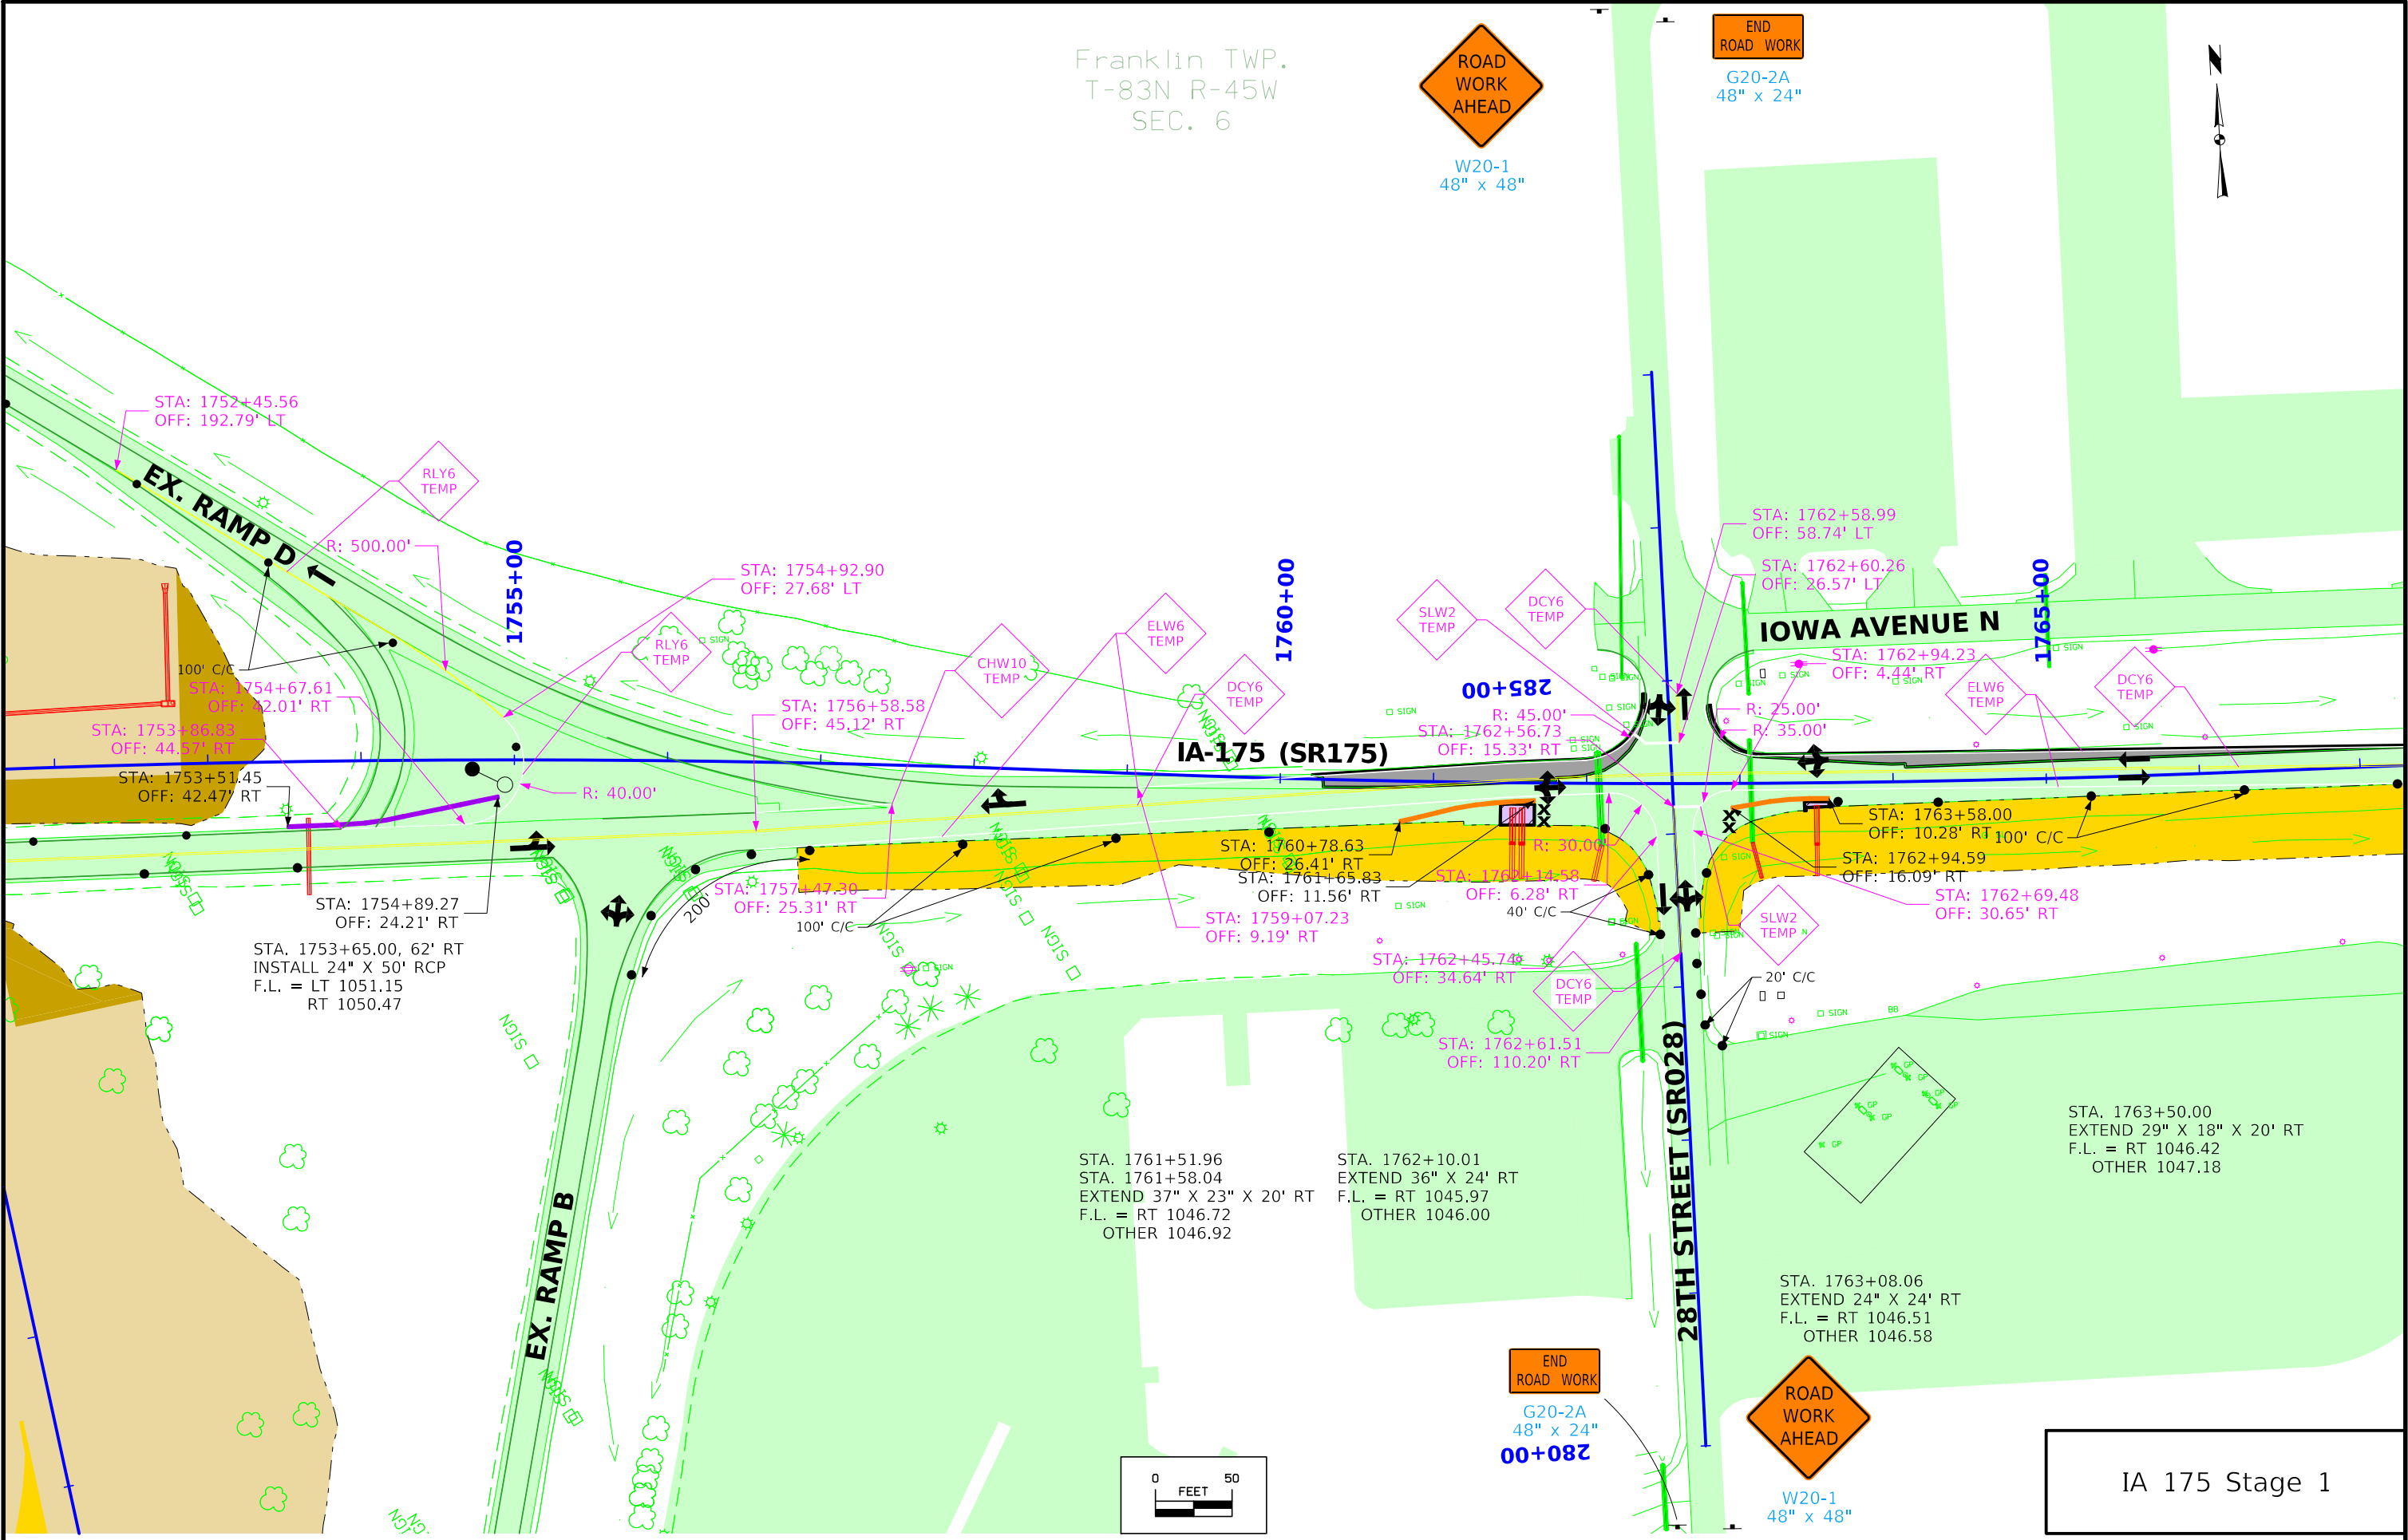 Franklin TWP.
T-83N R-45W
SEC. 6
ROAD
WORK
AHEAD
W20-1
48" x 48"
END
ROAD WORK
G20-2A
48" x 24"
N
STA: 1752+45.56
OFF: 192.79' LT
RLY6
TEMP
EX. RAMP D
R: 500.00'
1755+00
STA: 1754+92.90
OFF: 27.68' LT
100' C/C
STA: 1754+67.61
OFF: 42.01' RT
STA: 1753+86.83
OFF: 44.57' RT
STA: 1753+51.45
OFF: 42.47' RT
RLY6
TEMP
SIGN
R: 40.00'
STA: 1756+58.58
OFF: 45.12' RT
CHW10
TEMP
ELW6
TEMP
DCY6
TEMP
1760+00
IA-175 (SR175)
SLW2
TEMP
DCY6
TEMP
285+00
R: 45.00'
STA: 1762+56.73
OFF: 15.33' RT
STA: 1762+58.99
OFF: 58.74' LT
STA: 1762+60.26
OFF: 26.57' LT
IOWA AVENUE N
1765+00
STA: 1762+94.23
OFF: 4.44' RT
R: 25.00'
R: 35.00'
ELW6
TEMP
DCY6
TEMP
SIGN
SIGN
SIGN
SIGN
SIGN
STA: 1763+58.00
OFF: 10.28' RT
100' C/C
STA: 1762+94.59
OFF: 16.09' RT
STA: 1762+69.48
OFF: 30.65' RT
SLW2
TEMP
STA: 1760+78.63
OFF: 26.41' RT
STA: 1761+65.83
OFF: 11.56' RT
R: 30.00'
STA: 1762+14.58
OFF: 6.28' RT
40' C/C
STA: 1754+89.27
OFF: 24.21' RT
200'
STA: 1757+47.30
OFF: 25.31' RT
100' C/C
STA: 1759+07.23
OFF: 9.19' RT
STA: 1762+45.74
OFF: 34.64' RT
DCY6
TEMP
20' C/C
STA: 1762+61.51
OFF: 110.20' RT
STA. 1753+65.00, 62' RT
INSTALL 24" X 50' RCP
F.L. = LT 1051.15
RT 1050.47
SIGN
SIGN
SIGN
SIGN
SIGN
SIGN
BB
GP
GP
GP
GP
GP
EX. RAMP B
28TH STREET (SR028)
STA. 1761+51.96
STA. 1761+58.04
EXTEND 37" X 23" X 20' RT
F.L. = RT 1046.72
OTHER 1046.92
STA. 1762+10.01
EXTEND 36" X 24' RT
F.L. = RT 1045.97
OTHER 1046.00
STA. 1763+50.00
EXTEND 29" X 18" X 20' RT
F.L. = RT 1046.42
OTHER 1047.18
STA. 1763+08.06
EXTEND 24" X 24' RT
F.L. = RT 1046.51
OTHER 1046.58
END
ROAD WORK
G20-2A
48" x 24"
280+00
ROAD
WORK
AHEAD
W20-1
48" x 48"
0 50
FEET
IA 175 Stage 1